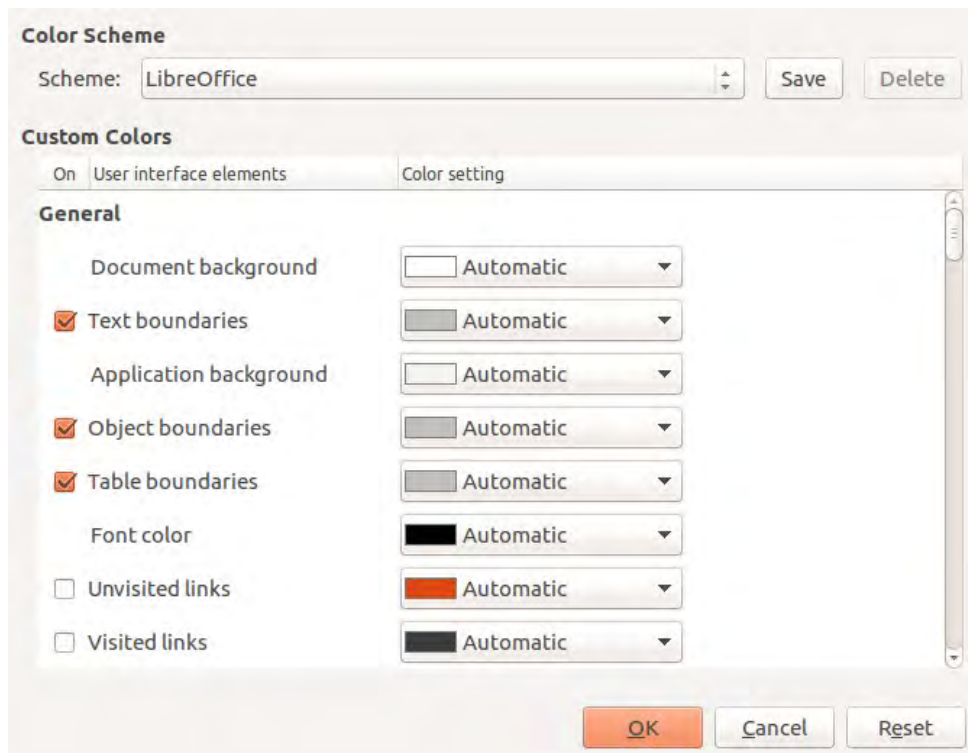 Color Scheme
Scheme: LibreOffice Save Delete
Custom Colors
On User interface elements Color setting
General
Document background Automatic
Text boundaries Automatic
Application background Automatic
Object boundaries Automatic
Table boundaries Automatic
Font color Automatic
Unvisited links Automatic
Visited links Automatic
OK Cancel Reset